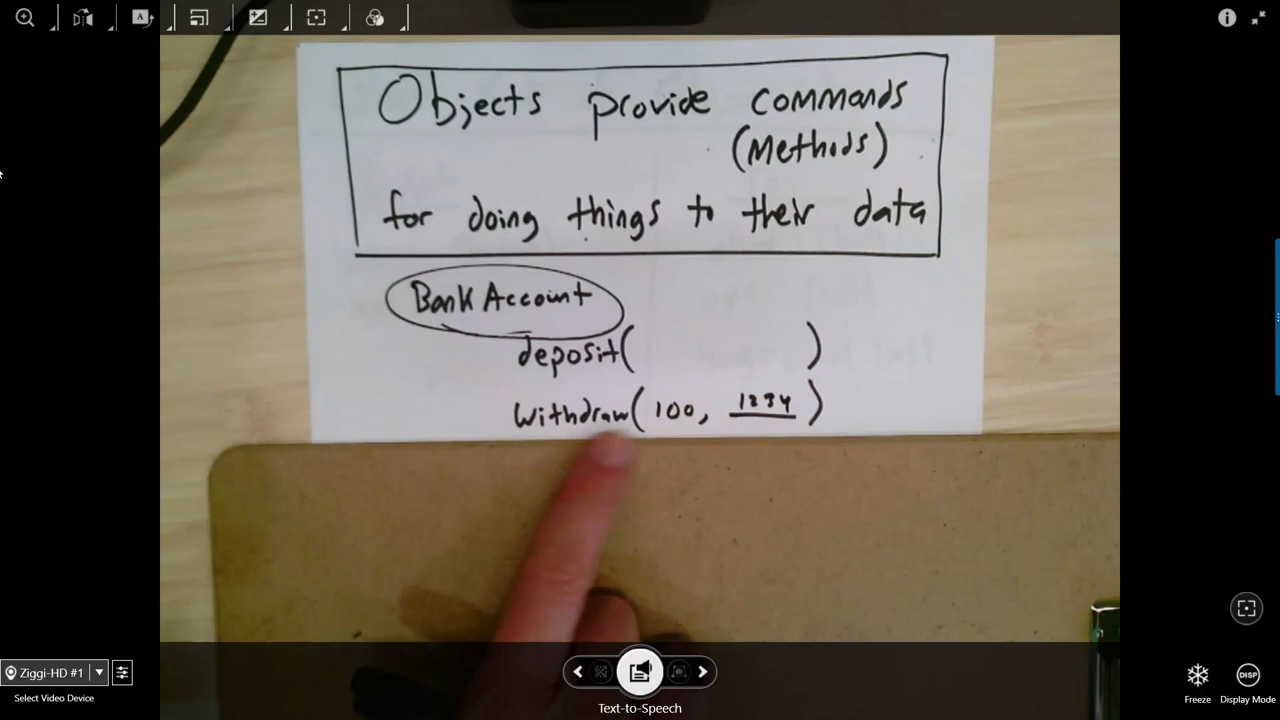 Objects provide commands
(Methods)
for doing things to their data
Bank Account
deposit( )
withdraw( 100, 1234 )
Ziggi-HD #1
Select Video Device
Text-to-Speech
Freeze
DISP
Display Mode